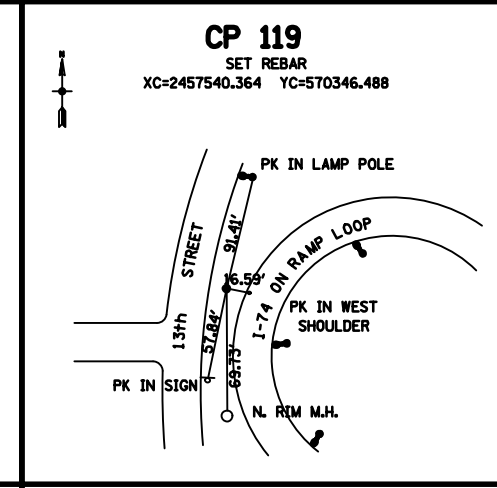 CP 119
SET REBAR
XC=2457540.364 YC=570346.488
N
PK IN LAMP POLE
91.41'
STREET
13th
16.59'
I-74 ON RAMP LOOP
PK IN WEST
SHOULDER
57.84'
69.73'
PK IN SIGN
N. RIM M.H.